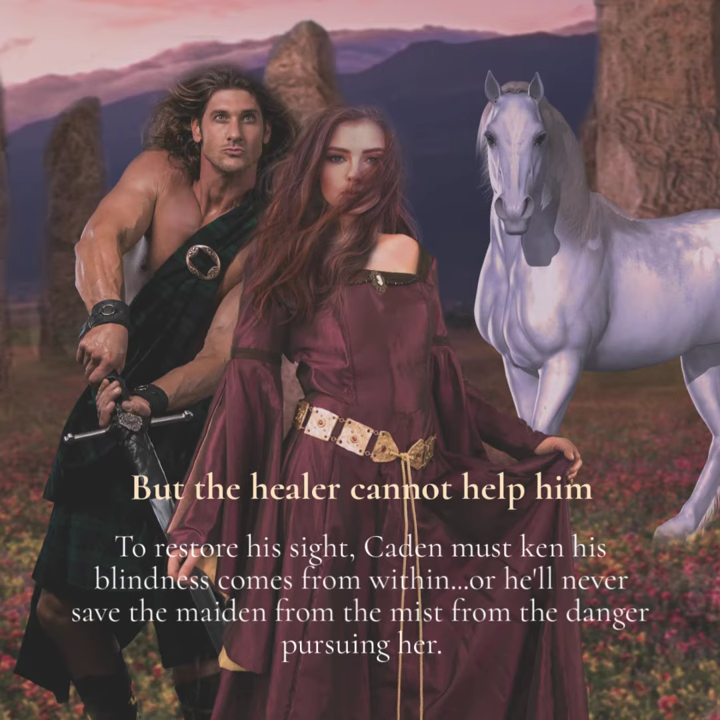 But the healer cannot help him
To restore his sight, Caden must ken his
blindness comes from within...or he'll never
save the maiden from the mist from the danger
pursuing her.